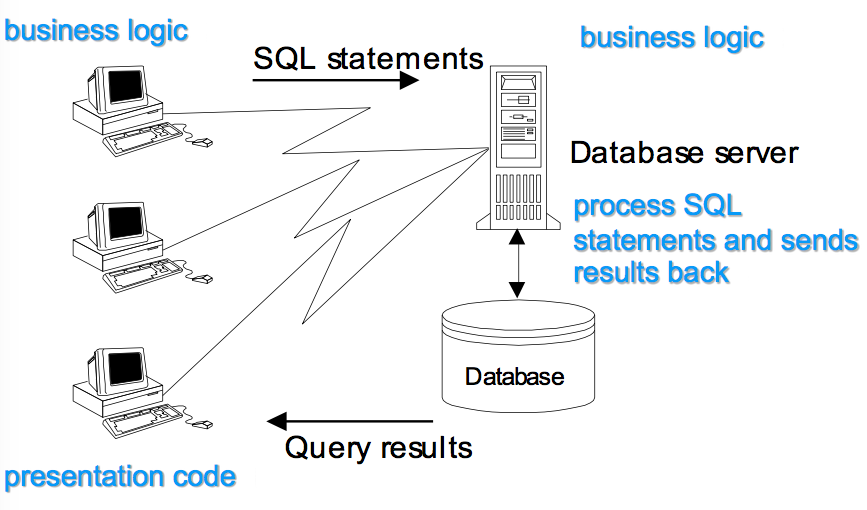 business logic
business logic
SQL statements
Database server
process SQL
statements and sends
results back
Database
Query results
presentation code